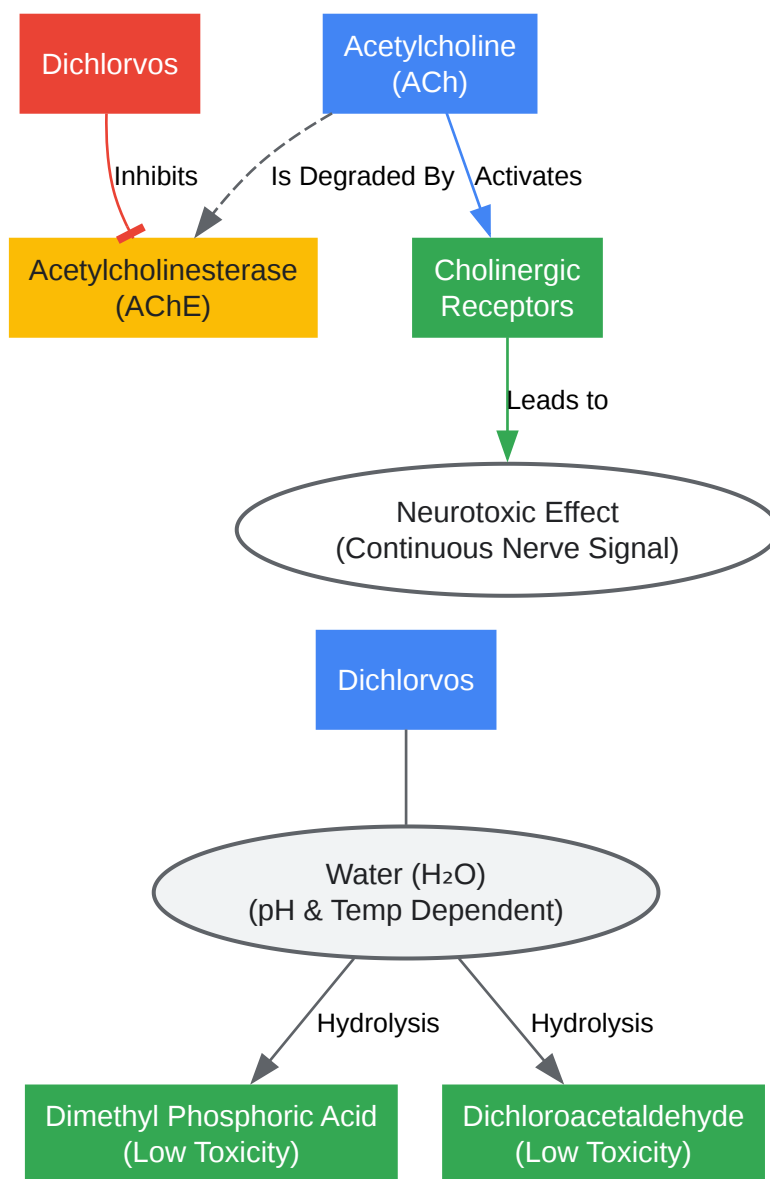 Dichlorvos
Acetylcholine
(ACh)
Inhibits
Is Degraded By
Activates
Acetylcholinesterase
(AChE)
Cholinergic
Receptors
Leads to
Neurotoxic Effect
(Continuous Nerve Signal)
Dichlorvos
Water (H₂O)
(pH & Temp Dependent)
Hydrolysis
Hydrolysis
Dimethyl Phosphoric Acid
(Low Toxicity)
Dichloroacetaldehyde
(Low Toxicity)